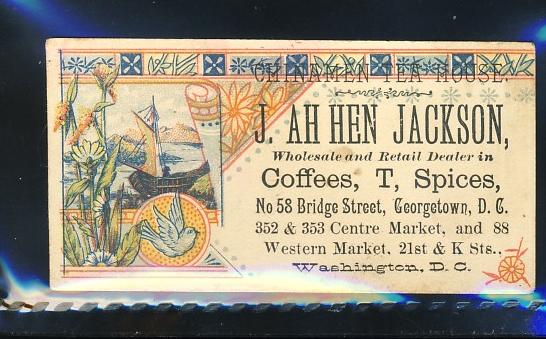 CHINAMEN TEA HOUSE.
J. AH HEN JACKSON,
Wholesale and Retail Dealer in
Coffees, T, Spices,
No 58 Bridge Street, Georgetown, D. C.
352 & 353 Centre Market, and 88
Western Market, 21st & K Sts.,
Washington, D. C.